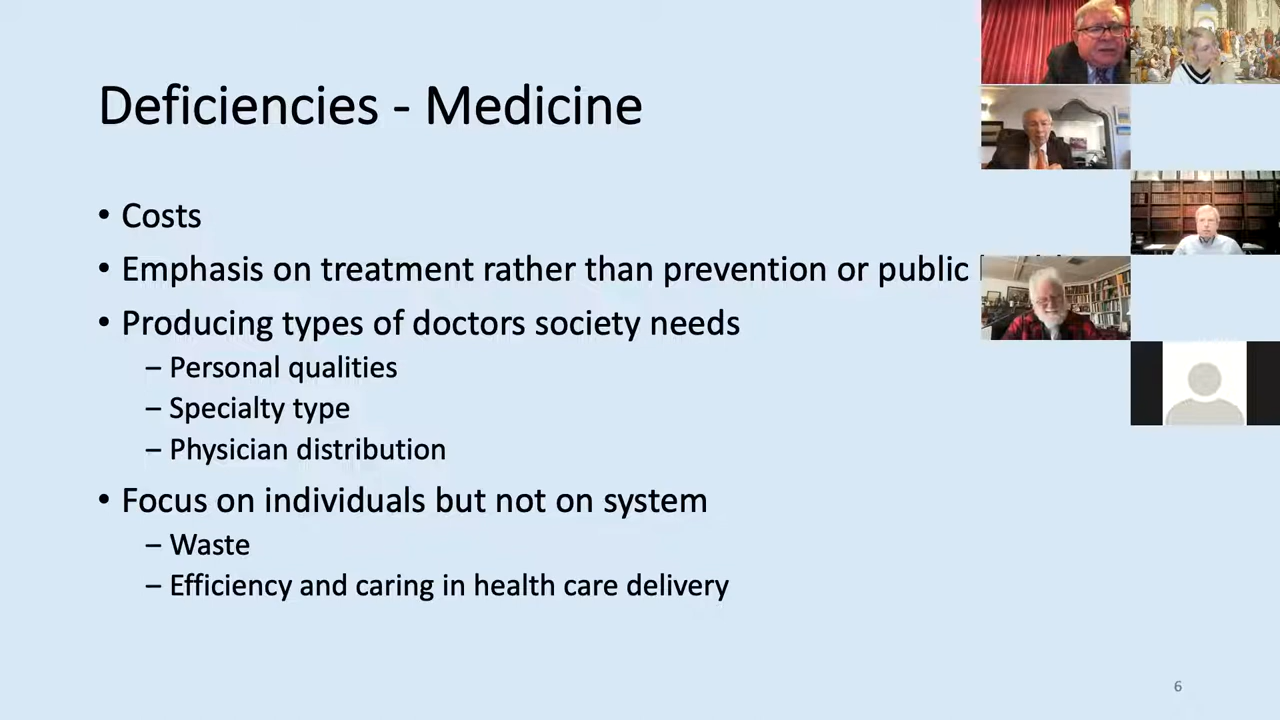 Deficiencies - Medicine
• Costs
• Emphasis on treatment rather than prevention or public
• Producing types of doctors society needs
– Personal qualities
– Specialty type
– Physician distribution
• Focus on individuals but not on system
– Waste
– Efficiency and caring in health care delivery
6